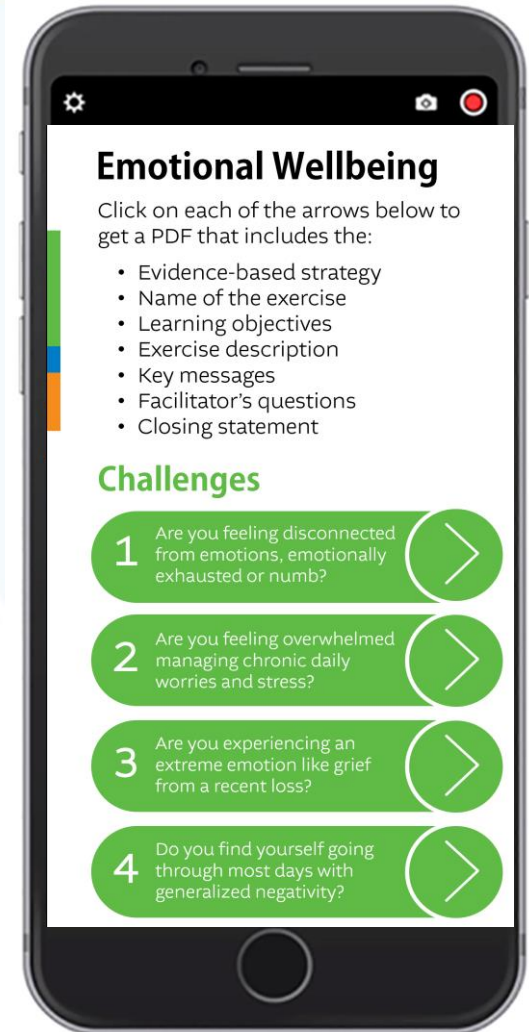 Emotional Wellbeing
Click on each of the arrows below to
get a PDF that includes the:
• Evidence-based strategy
• Name of the exercise
• Learning objectives
• Exercise description
• Key messages
• Facilitator's questions
• Closing statement
Challenges
1 Are you feeling disconnected
from emotions, emotionally
exhausted or numb?
2 Are you feeling overwhelmed
managing chronic daily
worries and stress?
3 Are you experiencing an
extreme emotion like grief
from a recent loss?
4 Do you find yourself going
through most days with
generalized negativity?